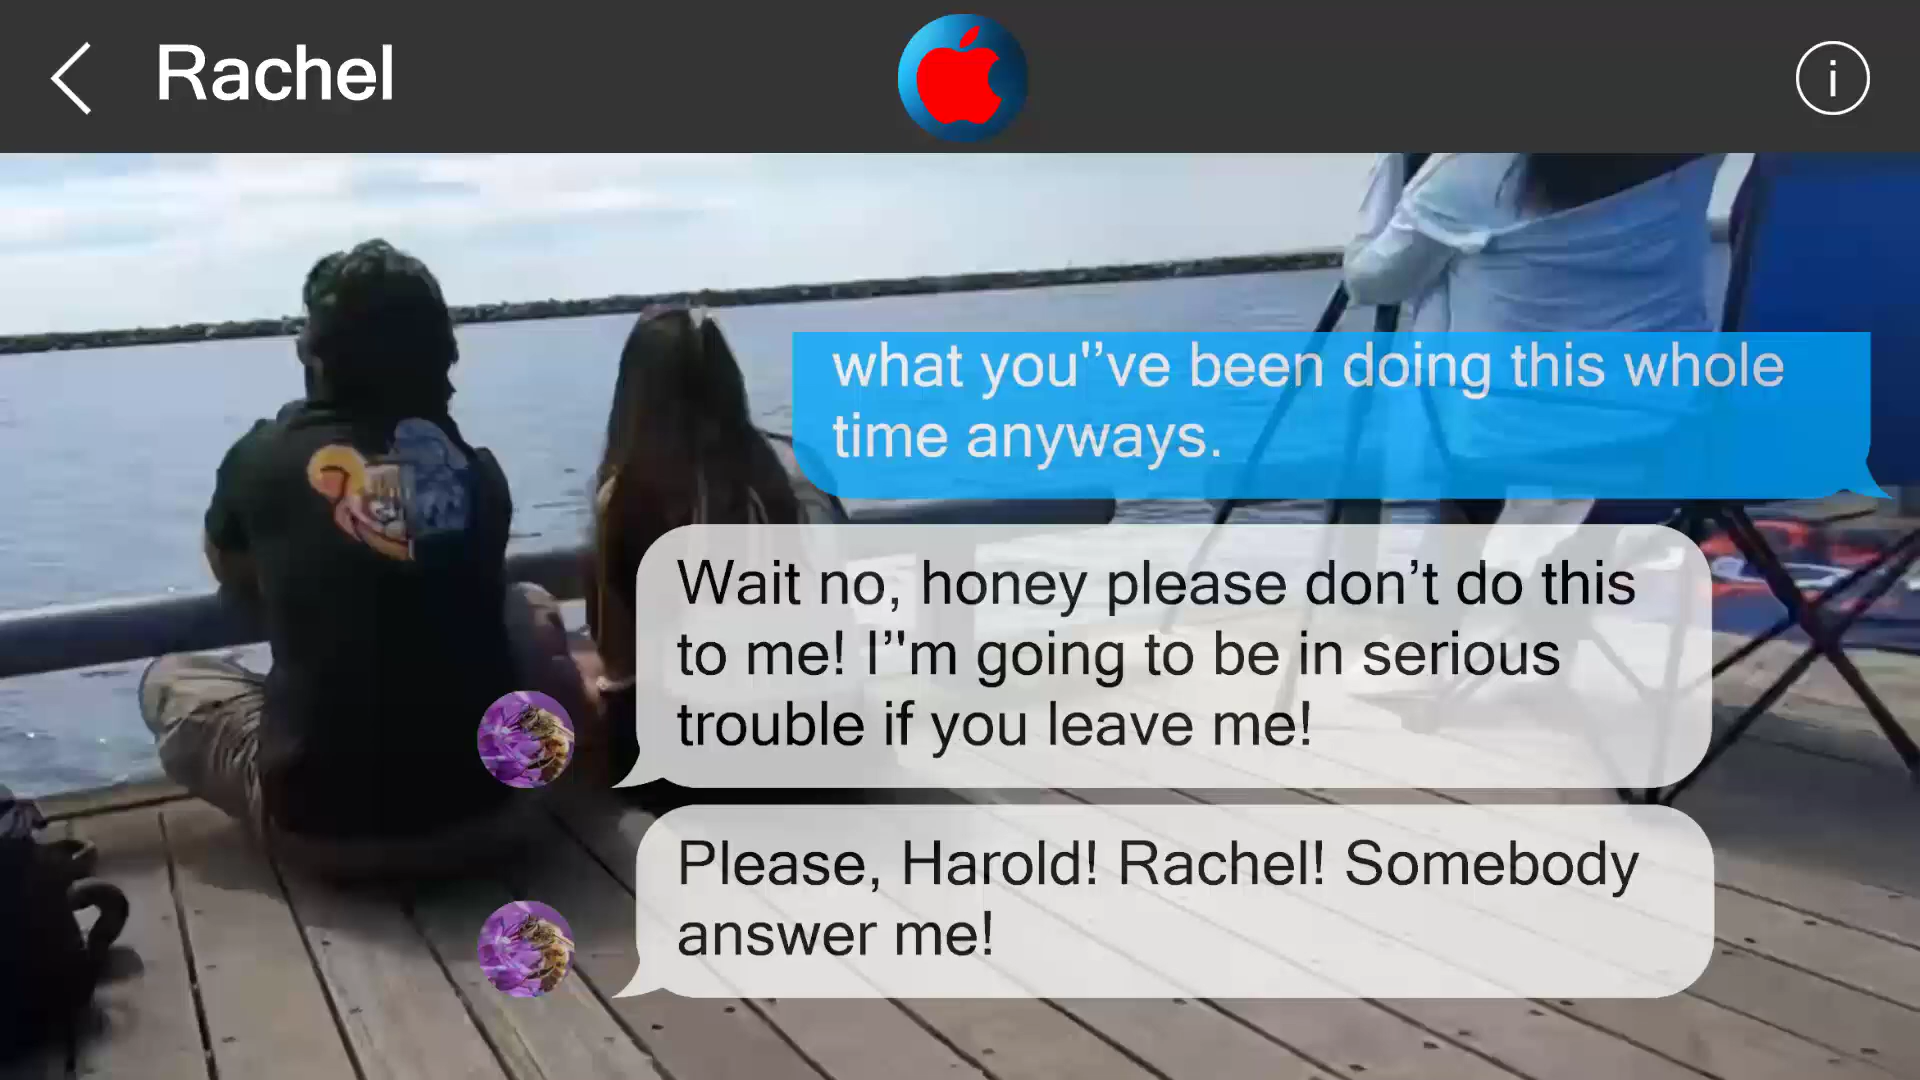 Rachel
i
what you'’ve been doing this whole
time anyways.
Wait no, honey please don’t do this
to me! I’'m going to be in serious
trouble if you leave me!
Please, Harold! Rachel! Somebody
answer me!